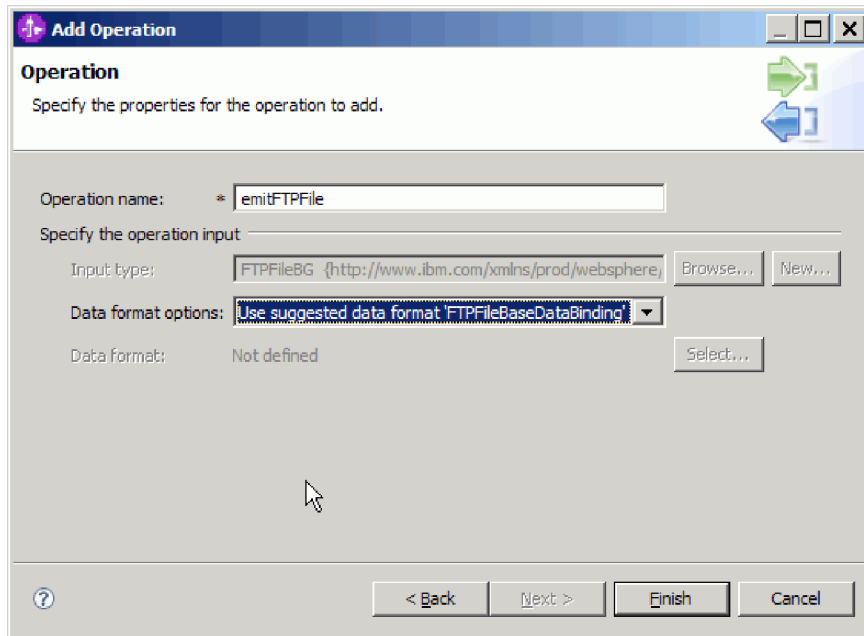 Add Operation
Operation
Specify the properties for the operation to add.
Operation name: * emitFTPFile
Specify the operation input
Input type: FTPFileBG {http://www.ibm.com/xmlns/prod/websphere/ Browse... New...
Data format options: Use suggested data format 'FTPFileBaseDataBinding'
Data format: Not defined Select...
? < Back Next > Finish Cancel